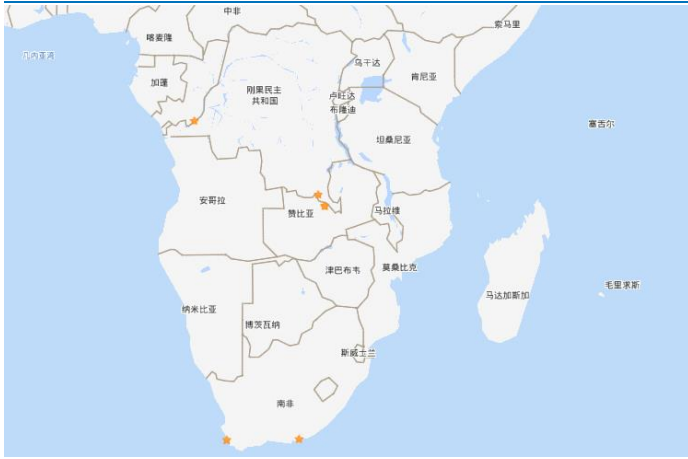 中非
索马里
喀麦隆
几内亚湾
乌干达
肯尼亚
加蓬
刚果民主
共和国
卢旺达
布隆迪
塞舌尔
坦桑尼亚
安哥拉
赞比亚
马拉维
津巴布韦
莫桑比克
毛里求斯
马达加斯加
纳米比亚
博茨瓦纳
斯威士兰
南非